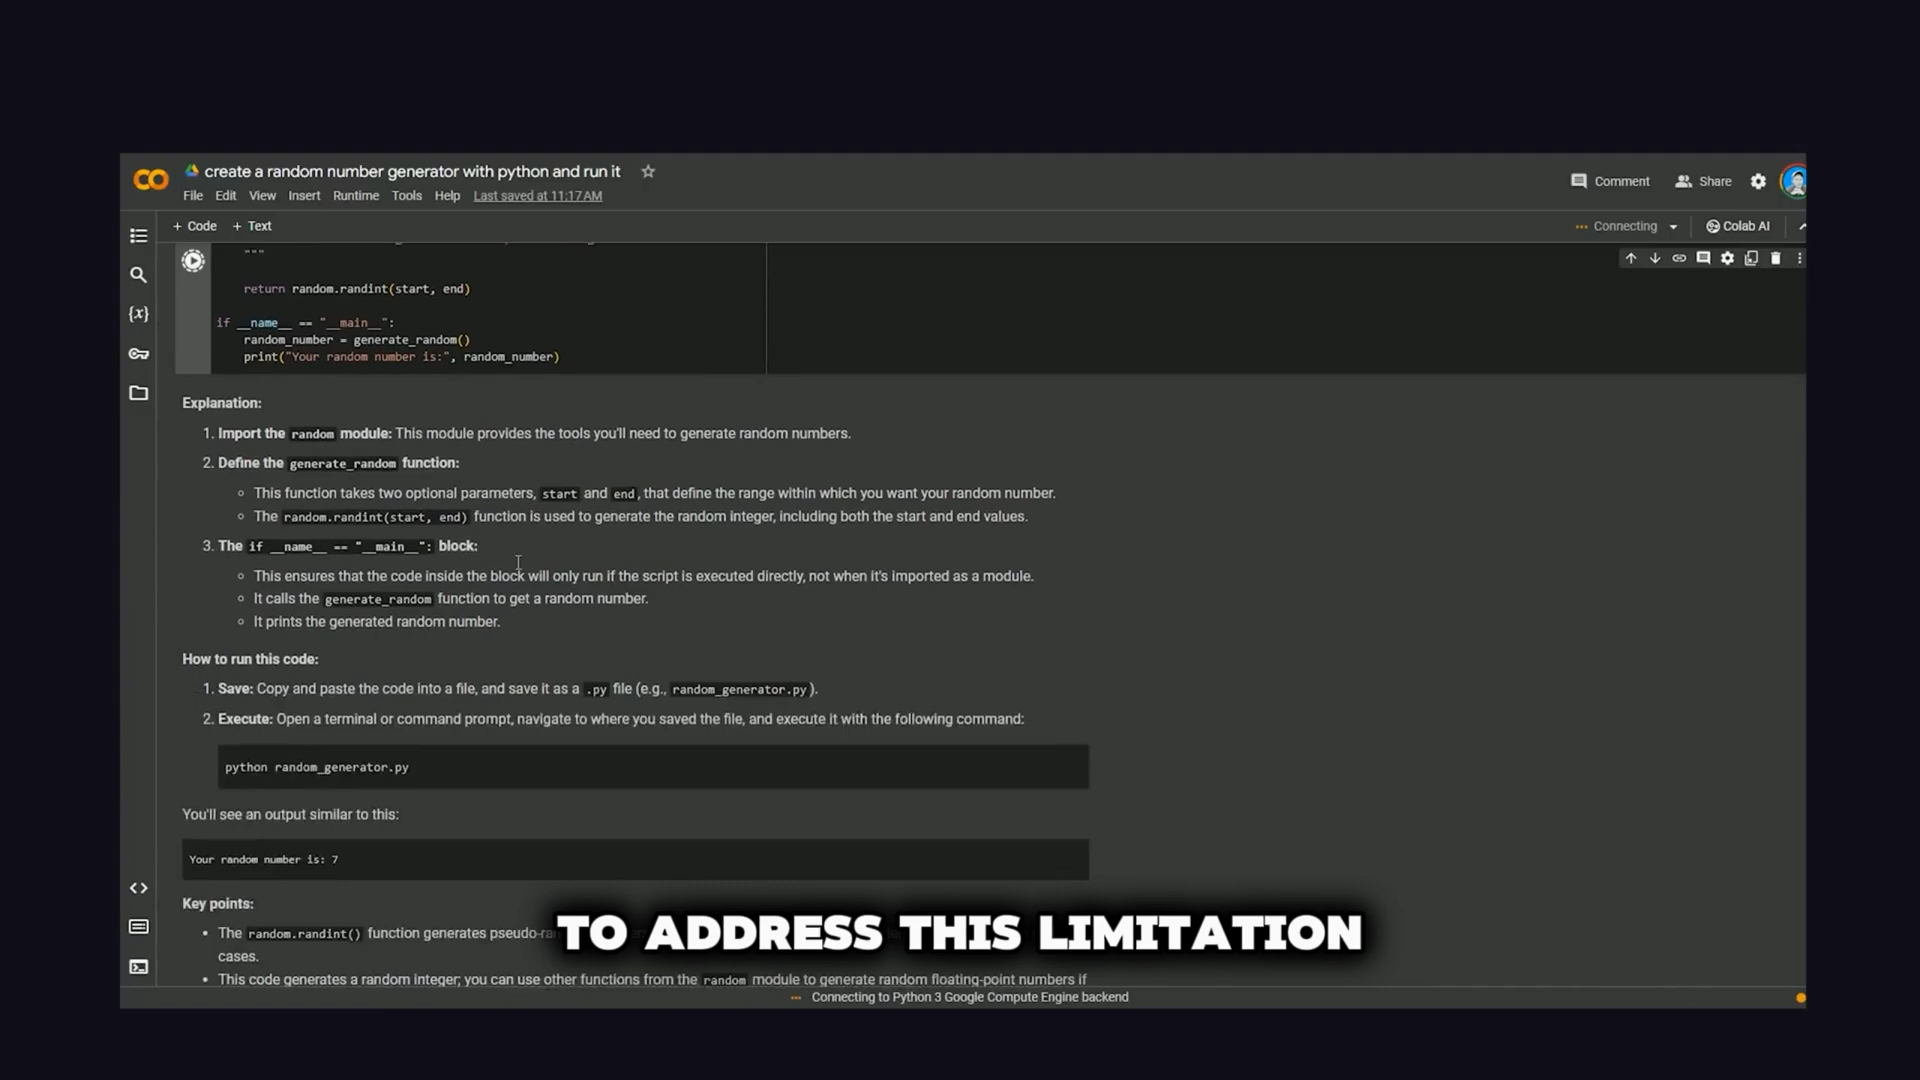 create a random number generator with python and run it
File Edit View Insert Runtime Tools Help Last saved at 11:17 AM
Comment Share
+ Code + Text
Connecting Colab AI
"""
return random.randint(start, end)
if __name__ == "__main__":
random_number = generate_random()
print("Your random number is:", random_number)
Explanation:
1. Import the random module: This module provides the tools you'll need to generate random numbers.
2. Define the generate_random function:
This function takes two optional parameters, start and end, that define the range within which you want your random number.
The random.randint(start, end) function is used to generate the random integer, including both the start and end values.
3. The if __name__ == "__main__": block:
This ensures that the code inside the block will only run if the script is executed directly, not when it's imported as a module.
It calls the generate_random function to get a random number.
It prints the generated random number.
How to run this code:
1. Save: Copy and paste the code into a file, and save it as a .py file (e.g., random_generator.py).
2. Execute: Open a terminal or command prompt, navigate to where you saved the file, and execute it with the following command:
python random_generator.py
You'll see an output similar to this:
Your random number is: 7
Key points:
The random.randint() function generates
cases.
TO ADDRESS THIS LIMITATION
This code generates a random integer; you can use other functions from the random module to generate random floating-point numbers if
Connecting to Python 3 Google Compute Engine backend